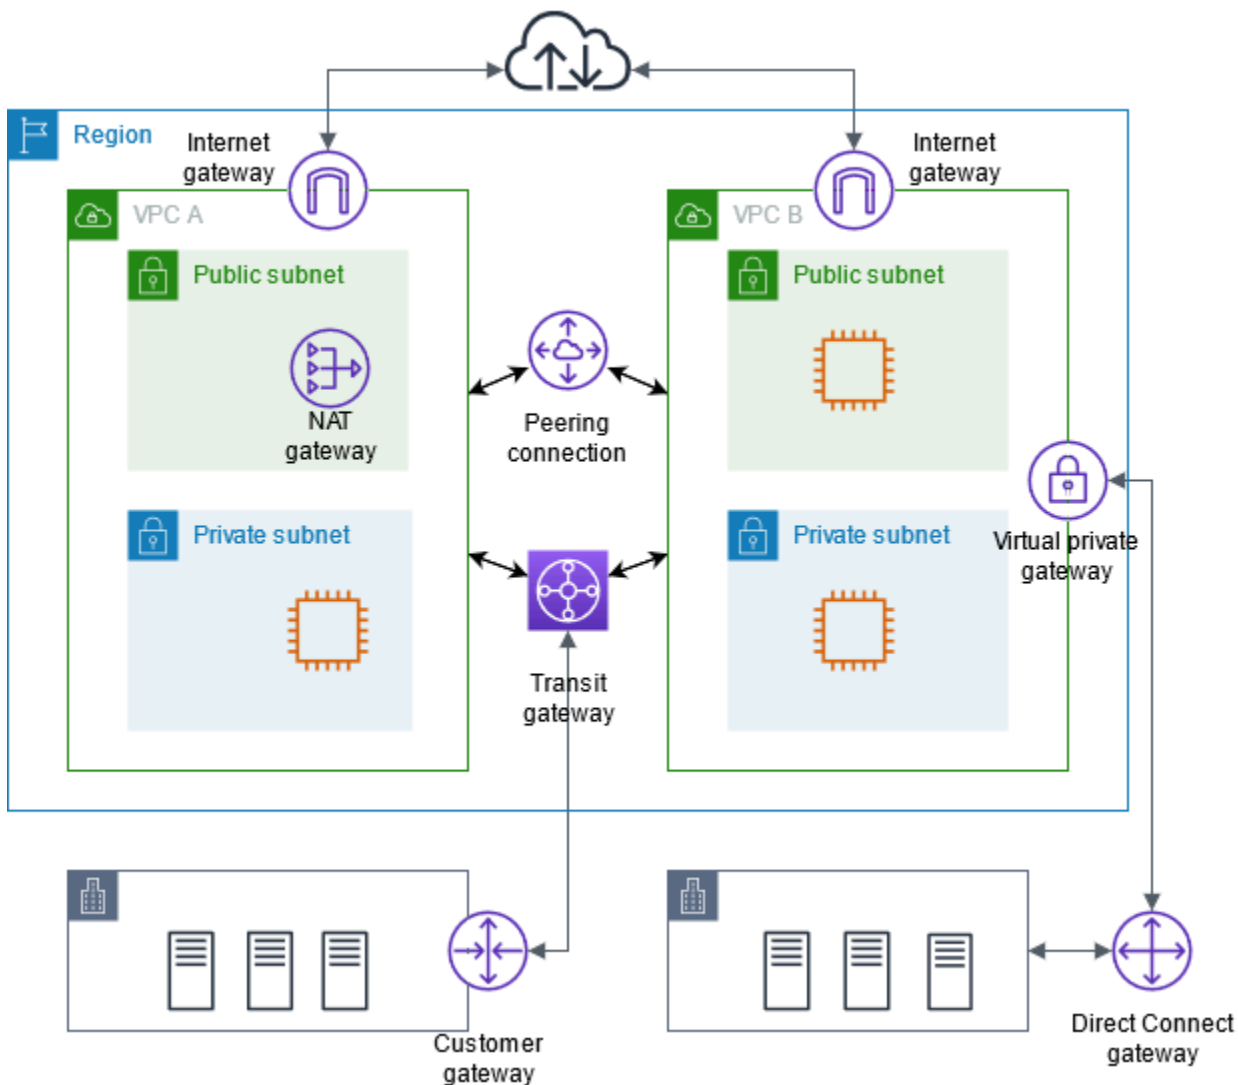 Region
Internet
gateway
Internet
gateway
VPC A
VPC B
Public subnet
Public subnet
NAT
gateway
Peering
connection
Private subnet
Private subnet
Virtual private
gateway
Transit
gateway
Customer
gateway
Direct Connect
gateway